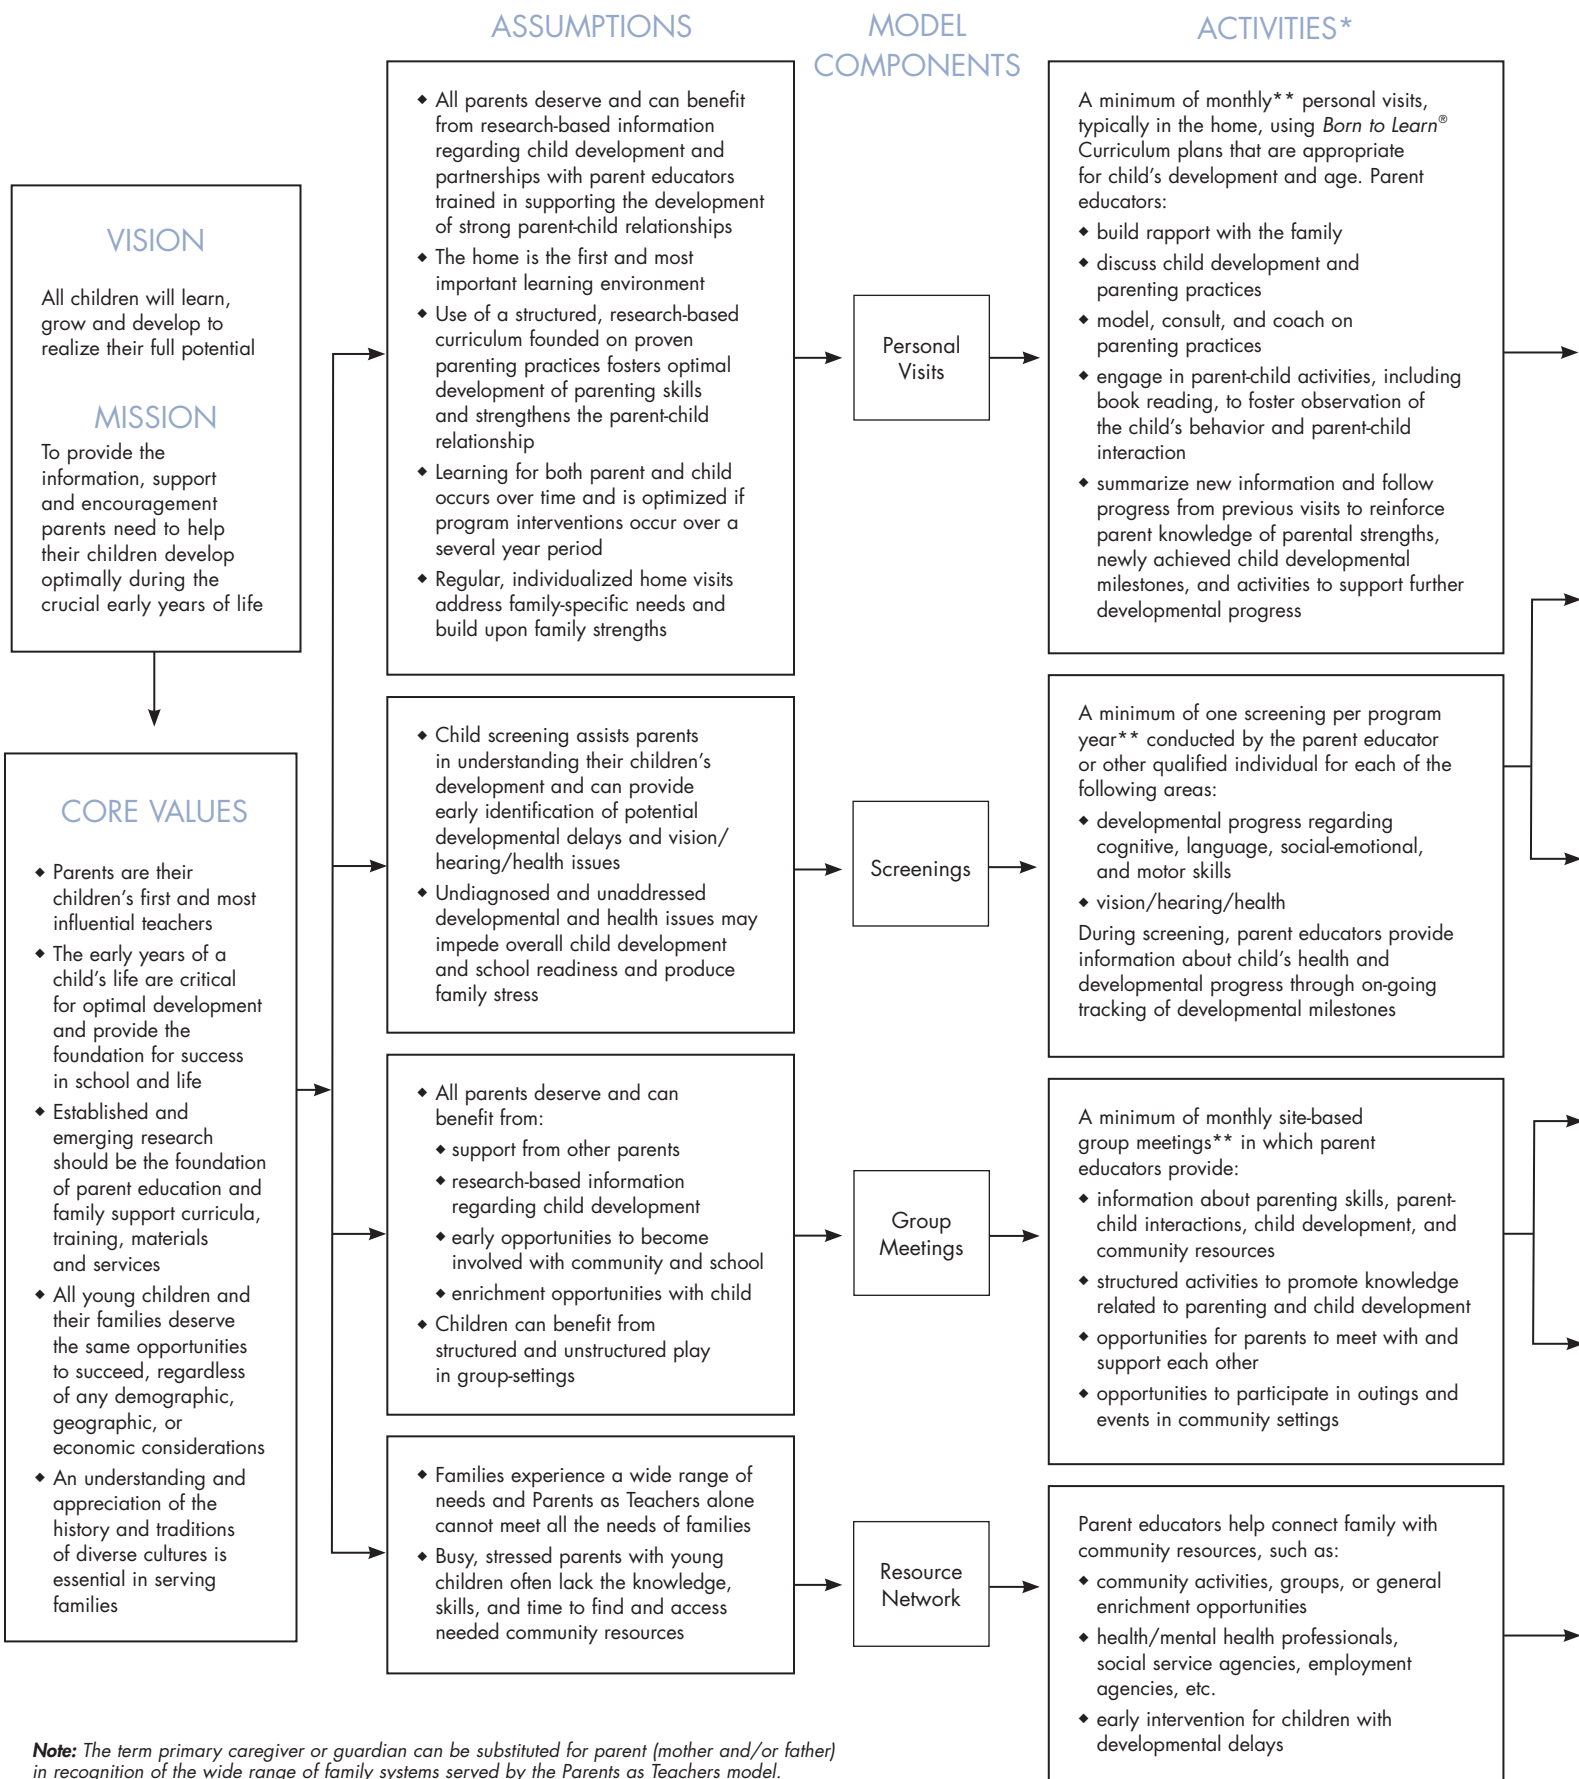 ASSUMPTIONS
MODEL
COMPONENTS
ACTIVITIES*
VISION
All children will learn,
grow and develop to
realize their full potential
MISSION
To provide the
information, support
and encouragement
parents need to help
their children develop
optimally during the
crucial early years of life
CORE VALUES
◆ Parents are their
children’s first and most
influential teachers
◆ The early years of a
child’s life are critical
for optimal development
and provide the
foundation for success
in school and life
◆ Established and
emerging research
should be the foundation
of parent education and
family support curricula,
training, materials
and services
◆ All young children and
their families deserve
the same opportunities
to succeed, regardless
of any demographic,
geographic, or
economic considerations
◆ An understanding and
appreciation of the
history and traditions
of diverse cultures is
essential in serving
families
◆ All parents deserve and can benefit
from research-based information
regarding child development and
partnerships with parent educators
trained in supporting the development
of strong parent-child relationships
◆ The home is the first and most
important learning environment
◆ Use of a structured, research-based
curriculum founded on proven
parenting practices fosters optimal
development of parenting skills
and strengthens the parent-child
relationship
◆ Learning for both parent and child
occurs over time and is optimized if
program interventions occur over a
several year period
◆ Regular, individualized home visits
address family-specific needs and
build upon family strengths
Personal
Visits
A minimum of monthly** personal visits,
typically in the home, using Born to Learn®
Curriculum plans that are appropriate
for child’s development and age. Parent
educators:
◆ build rapport with the family
◆ discuss child development and
parenting practices
◆ model, consult, and coach on
parenting practices
◆ engage in parent-child activities, including
book reading, to foster observation of
the child’s behavior and parent-child
interaction
◆ summarize new information and follow
progress from previous visits to reinforce
parent knowledge of parental strengths,
newly achieved child developmental
milestones, and activities to support further
developmental progress
◆ Child screening assists parents
in understanding their children’s
development and can provide
early identification of potential
developmental delays and vision/
hearing/health issues
◆ Undiagnosed and unaddressed
developmental and health issues may
impede overall child development
and school readiness and produce
family stress
Screenings
A minimum of one screening per program
year** conducted by the parent educator
or other qualified individual for each of the
following areas:
◆ developmental progress regarding
cognitive, language, social-emotional,
and motor skills
◆ vision/hearing/health
During screening, parent educators provide
information about child’s health and
developmental progress through on-going
tracking of developmental milestones
◆ All parents deserve and can
benefit from:
◆ support from other parents
◆ research-based information
regarding child development
◆ early opportunities to become
involved with community and school
◆ enrichment opportunities with child
◆ Children can benefit from
structured and unstructured play
in group-settings
Group
Meetings
A minimum of monthly site-based
group meetings** in which parent
educators provide:
◆ information about parenting skills, parent-
child interactions, child development, and
community resources
◆ structured activities to promote knowledge
related to parenting and child development
◆ opportunities for parents to meet with and
support each other
◆ opportunities to participate in outings and
events in community settings
◆ Families experience a wide range of
needs and Parents as Teachers alone
cannot meet all the needs of families
◆ Busy, stressed parents with young
children often lack the knowledge,
skills, and time to find and access
needed community resources
Resource
Network
Parent educators help connect family with
community resources, such as:
◆ community activities, groups, or general
enrichment opportunities
◆ health/mental health professionals,
social service agencies, employment
agencies, etc.
◆ early intervention for children with
developmental delays
Note: The term primary caregiver or guardian can be substituted for parent (mother and/or father)
in recognition of the wide range of family systems served by the Parents as Teachers model.